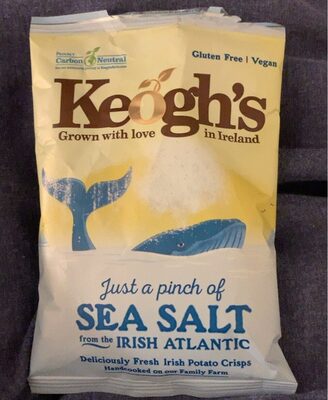 Proudly
Carbon Neutral
Gluten Free | Vegan
Keogh's
Grown with love in Ireland
Just a pinch of
SEA SALT
from the IRISH ATLANTIC
Deliciously Fresh Irish Potato Crisps
Handcooked on our Family Farm